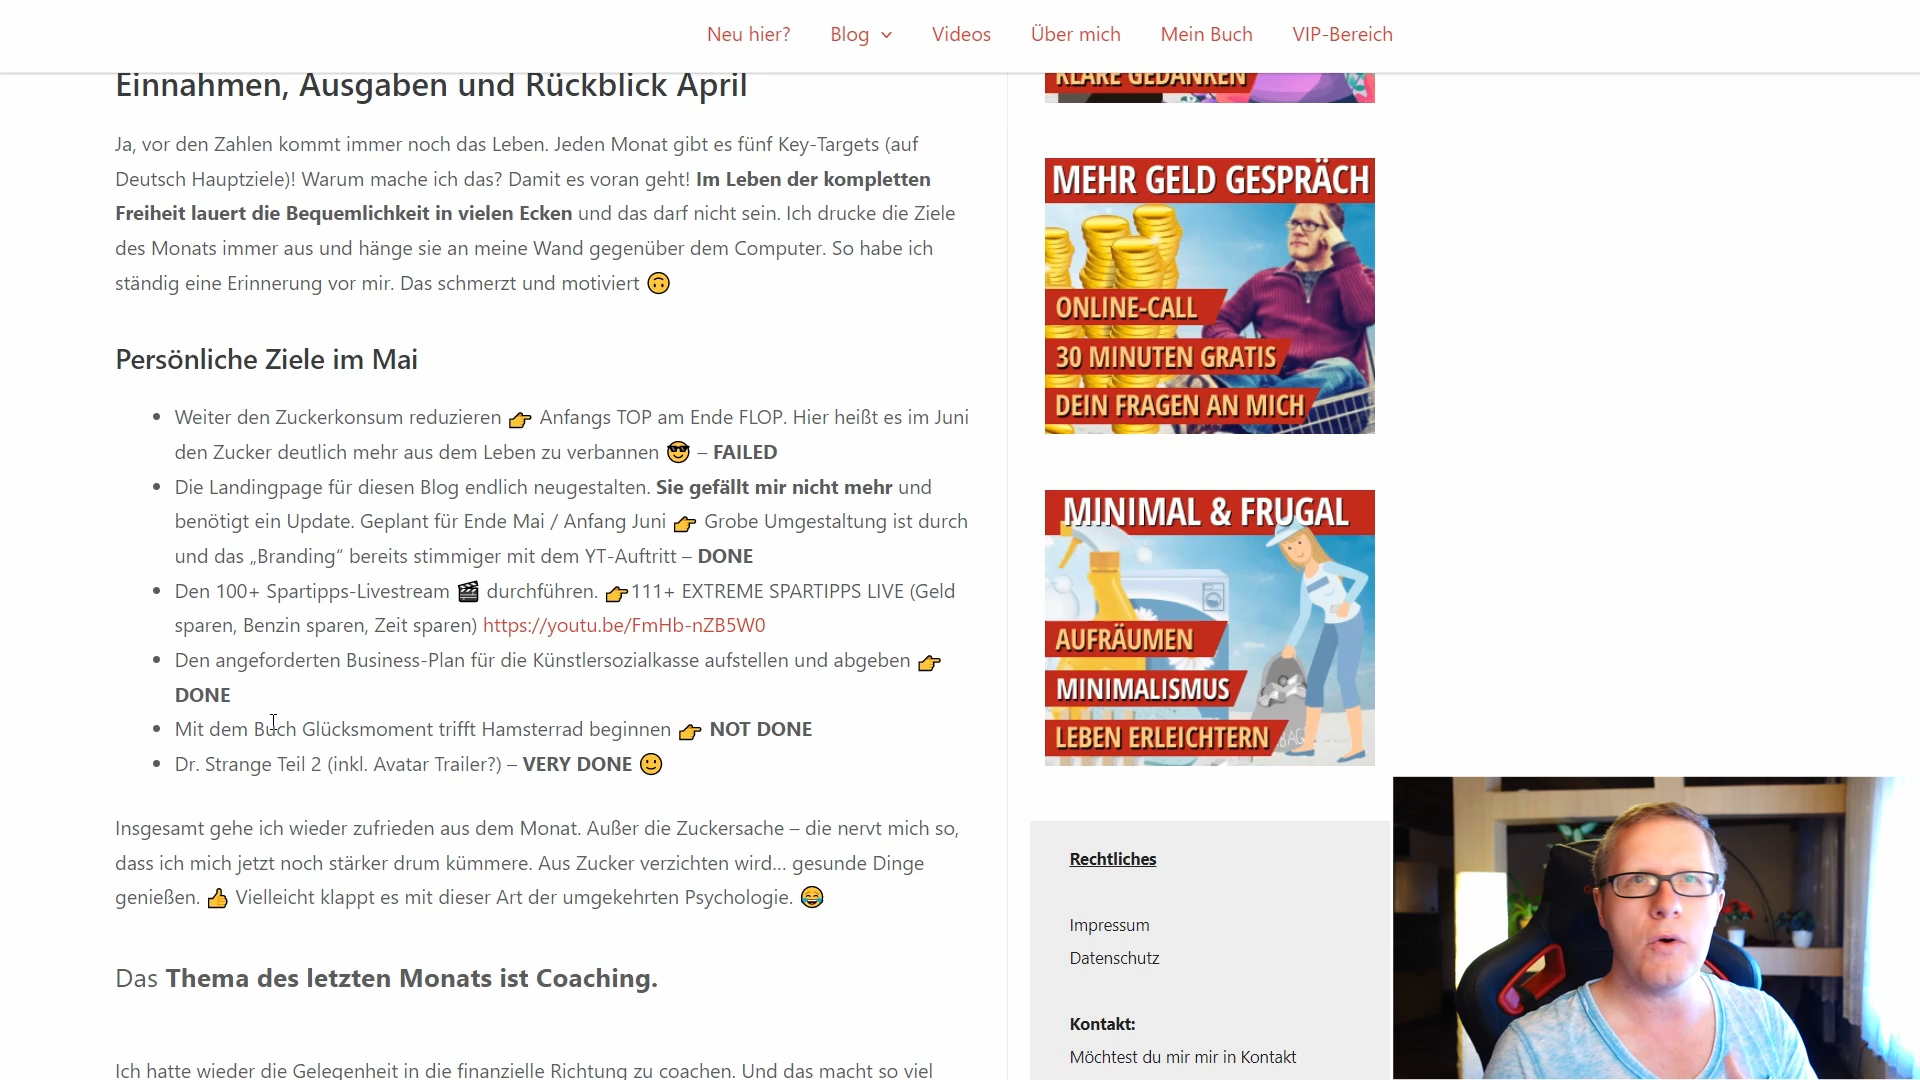 Neu hier?
Blog
Videos
Über mich
Mein Buch
VIP-Bereich
Einnahmen, Ausgaben und Rückblick April
Ja, vor den Zahlen kommt immer noch das Leben. Jeden Monat gibt es fünf Key-Targets (auf
Deutsch Hauptziele)! Warum mache ich das? Damit es voran geht! Im Leben der kompletten
Freiheit lauert die Bequemlichkeit in vielen Ecken und das darf nicht sein. Ich drucke die Ziele
des Monats immer aus und hänge sie an meine Wand gegenüber dem Computer. So habe ich
ständig eine Erinnerung vor mir. Das schmerzt und motiviert 🙃
Persönliche Ziele im Mai
• Weiter den Zuckerkonsum reduzieren 👉 Anfangs TOP am Ende FLOP. Hier heißt es im Juni
den Zucker deutlich mehr aus dem Leben zu verbannen 😎 – FAILED
• Die Landingpage für diesen Blog endlich neugestalten. Sie gefällt mir nicht mehr und
benötigt ein Update. Geplant für Ende Mai / Anfang Juni 👉 Grobe Umgestaltung ist durch
und das „Branding“ bereits stimmiger mit dem YT-Auftritt – DONE
• Den 100+ Spartipps-Livestream 🎬 durchführen. 👉111+ EXTREME SPARTIPPS LIVE (Geld
sparen, Benzin sparen, Zeit sparen) https://youtu.be/FmHb-nZB5W0
• Den angeforderten Business-Plan für die Künstlersozialkasse aufstellen und abgeben 👉
DONE
• Mit dem Buch Glücksmoment trifft Hamsterrad beginnen 👉 NOT DONE
• Dr. Strange Teil 2 (inkl. Avatar Trailer?) – VERY DONE 🙂
Insgesamt gehe ich wieder zufrieden aus dem Monat. Außer die Zuckersache – die nervt mich so,
dass ich mich jetzt noch stärker drum kümmere. Aus Zucker verzichten wird… gesunde Dinge
genießen. 👍 Vielleicht klappt es mit dieser Art der umgekehrten Psychologie. 😂
Das Thema des letzten Monats ist Coaching.
Ich hatte wieder die Gelegenheit in die finanzielle Richtung zu coachen. Und das macht so viel
KLARE GEDANKEN
MEHR GELD GESPRÄCH
ONLINE-CALL
30 MINUTEN GRATIS
DEIN FRAGEN AN MICH
MINIMAL & FRUGAL
AUFRÄUMEN
MINIMALISMUS
LEBEN ERLEICHTERN
BAG
Rechtliches
Impressum
Datenschutz
Kontakt:
Möchtest du mir mir in Kontakt